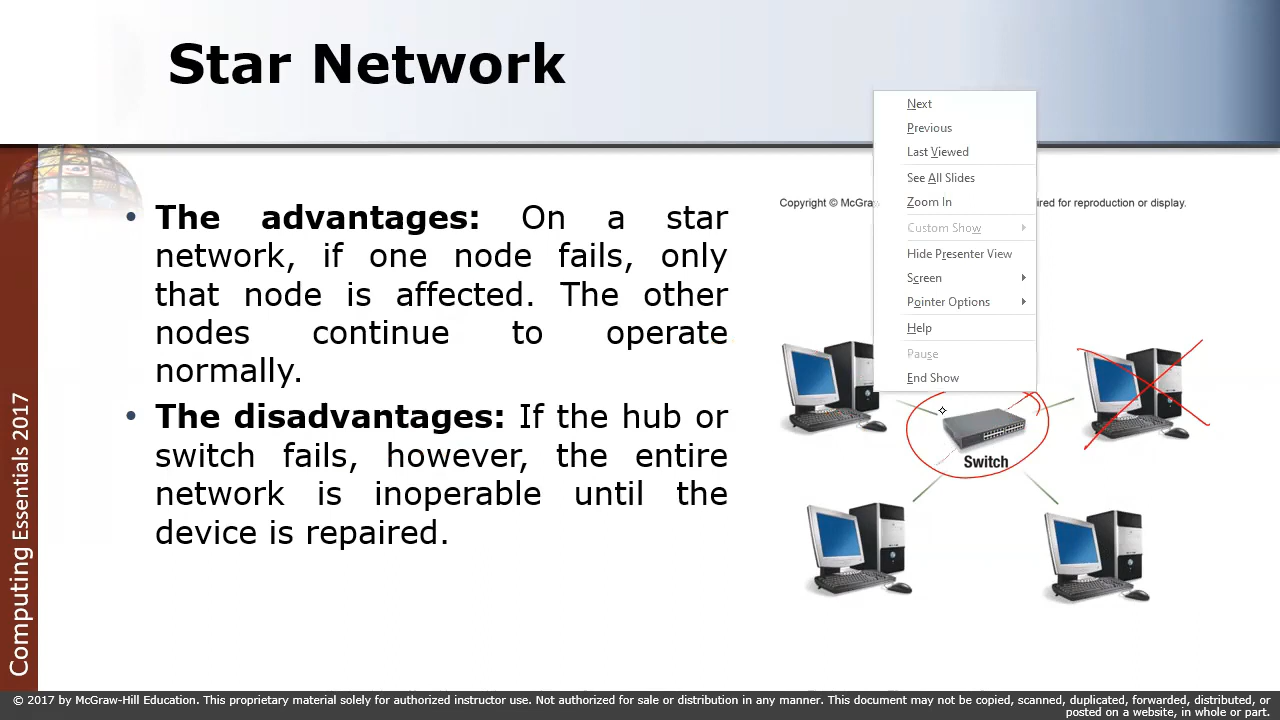 Star Network
• The advantages: On a star
network, if one node fails, only
that node is affected. The other
nodes continue to operate
normally.
• The disadvantages: If the hub or
switch fails, however, the entire
network is inoperable until the
device is repaired.
Next
Previous
Last Viewed
See All Slides
Zoom In
Custom Show
Hide Presenter View
Screen
Pointer Options
Help
Pause
End Show
Copyright © McGraw ired for reproduction or display.
Switch
Computing Essentials 2017
© 2017 by McGraw-Hill Education. This proprietary material solely for authorized instructor use. Not authorized for sale or distribution in any manner. This document may not be copied, scanned, duplicated, forwarded, distributed, or
posted on a website, in whole or part.